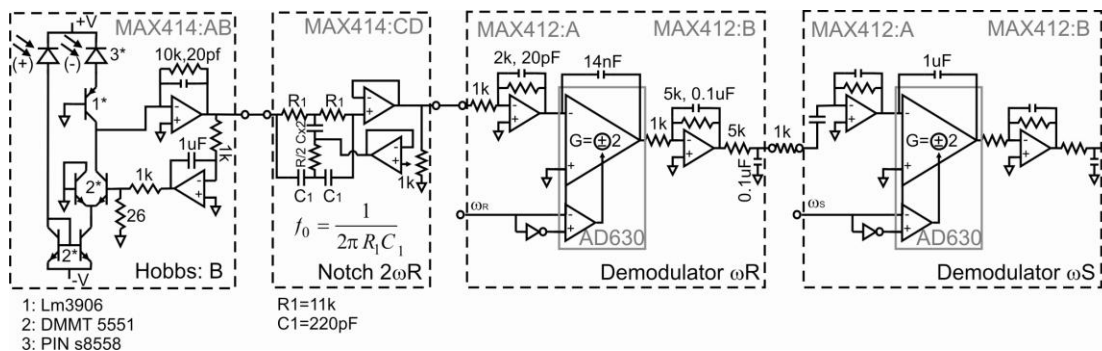 MAX414:AB
+V
(+)
(-)
3*
10k,20pf
1*
1k
1uF
1k
2*
26
2*
-V
Hobbs: B
MAX414:CD
R1
R1
Cx2
R/2
C1
C1
1k
f0 = 1 / 2π R1C1
Notch 2ωR
MAX412:A
MAX412:B
2k, 20pF
14nF
1k
5k, 0.1uF
1k
5k
G=±2
0.1uF
ωR
AD630
Demodulator ωR
1k
MAX412:A
MAX412:B
1uF
G=±2
ωS
AD630
Demodulator ωS
1: Lm3906
2: DMMT 5551
3: PIN s8558
R1=11k
C1=220pF